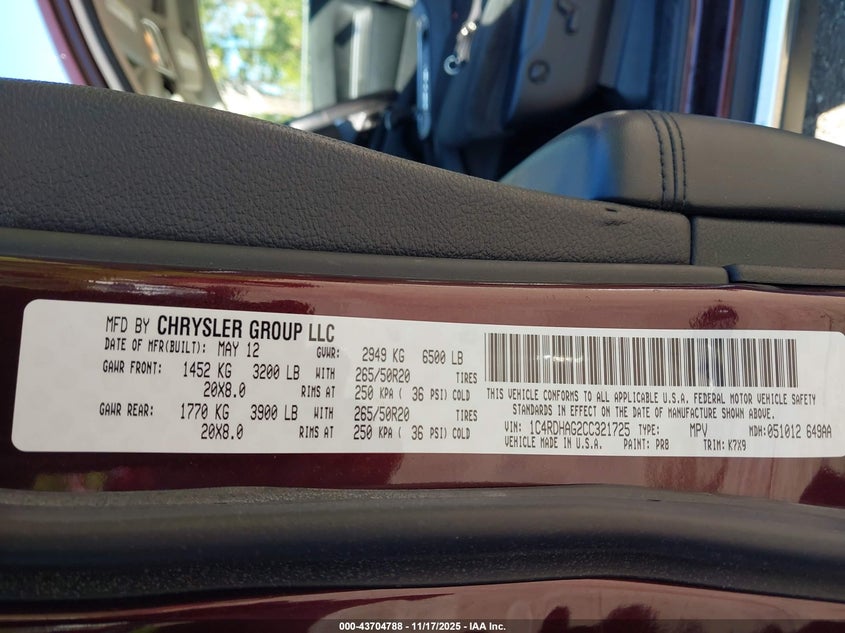 MFD BY CHRYSLER GROUP LLC
DATE OF MFR(BUILT): MAY 12 GVWR: 2949 KG 6500 LB
GAWR FRONT: 1452 KG 3200 LB WITH 265/50R20 TIRES
20X8.0 RIMS AT 250 KPA ( 36 PSI) COLD
GAWR REAR: 1770 KG 3900 LB WITH 265/50R20 TIRES
20X8.0 RIMS AT 250 KPA ( 36 PSI) COLD
THIS VEHICLE CONFORMS TO ALL APPLICABLE U.S.A. FEDERAL MOTOR VEHICLE SAFETY
STANDARDS IN EFFECT ON THE DATE OF MANUFACTURE SHOWN ABOVE.
VIN: 1C4RDHAG2CC321725 TYPE: MPV MDH:051012 649AA
VEHICLE MADE IN U.S.A. PAINT: PR8 TRIM: K7X9
000-43704788 - 11/17/2025 - IAA Inc.